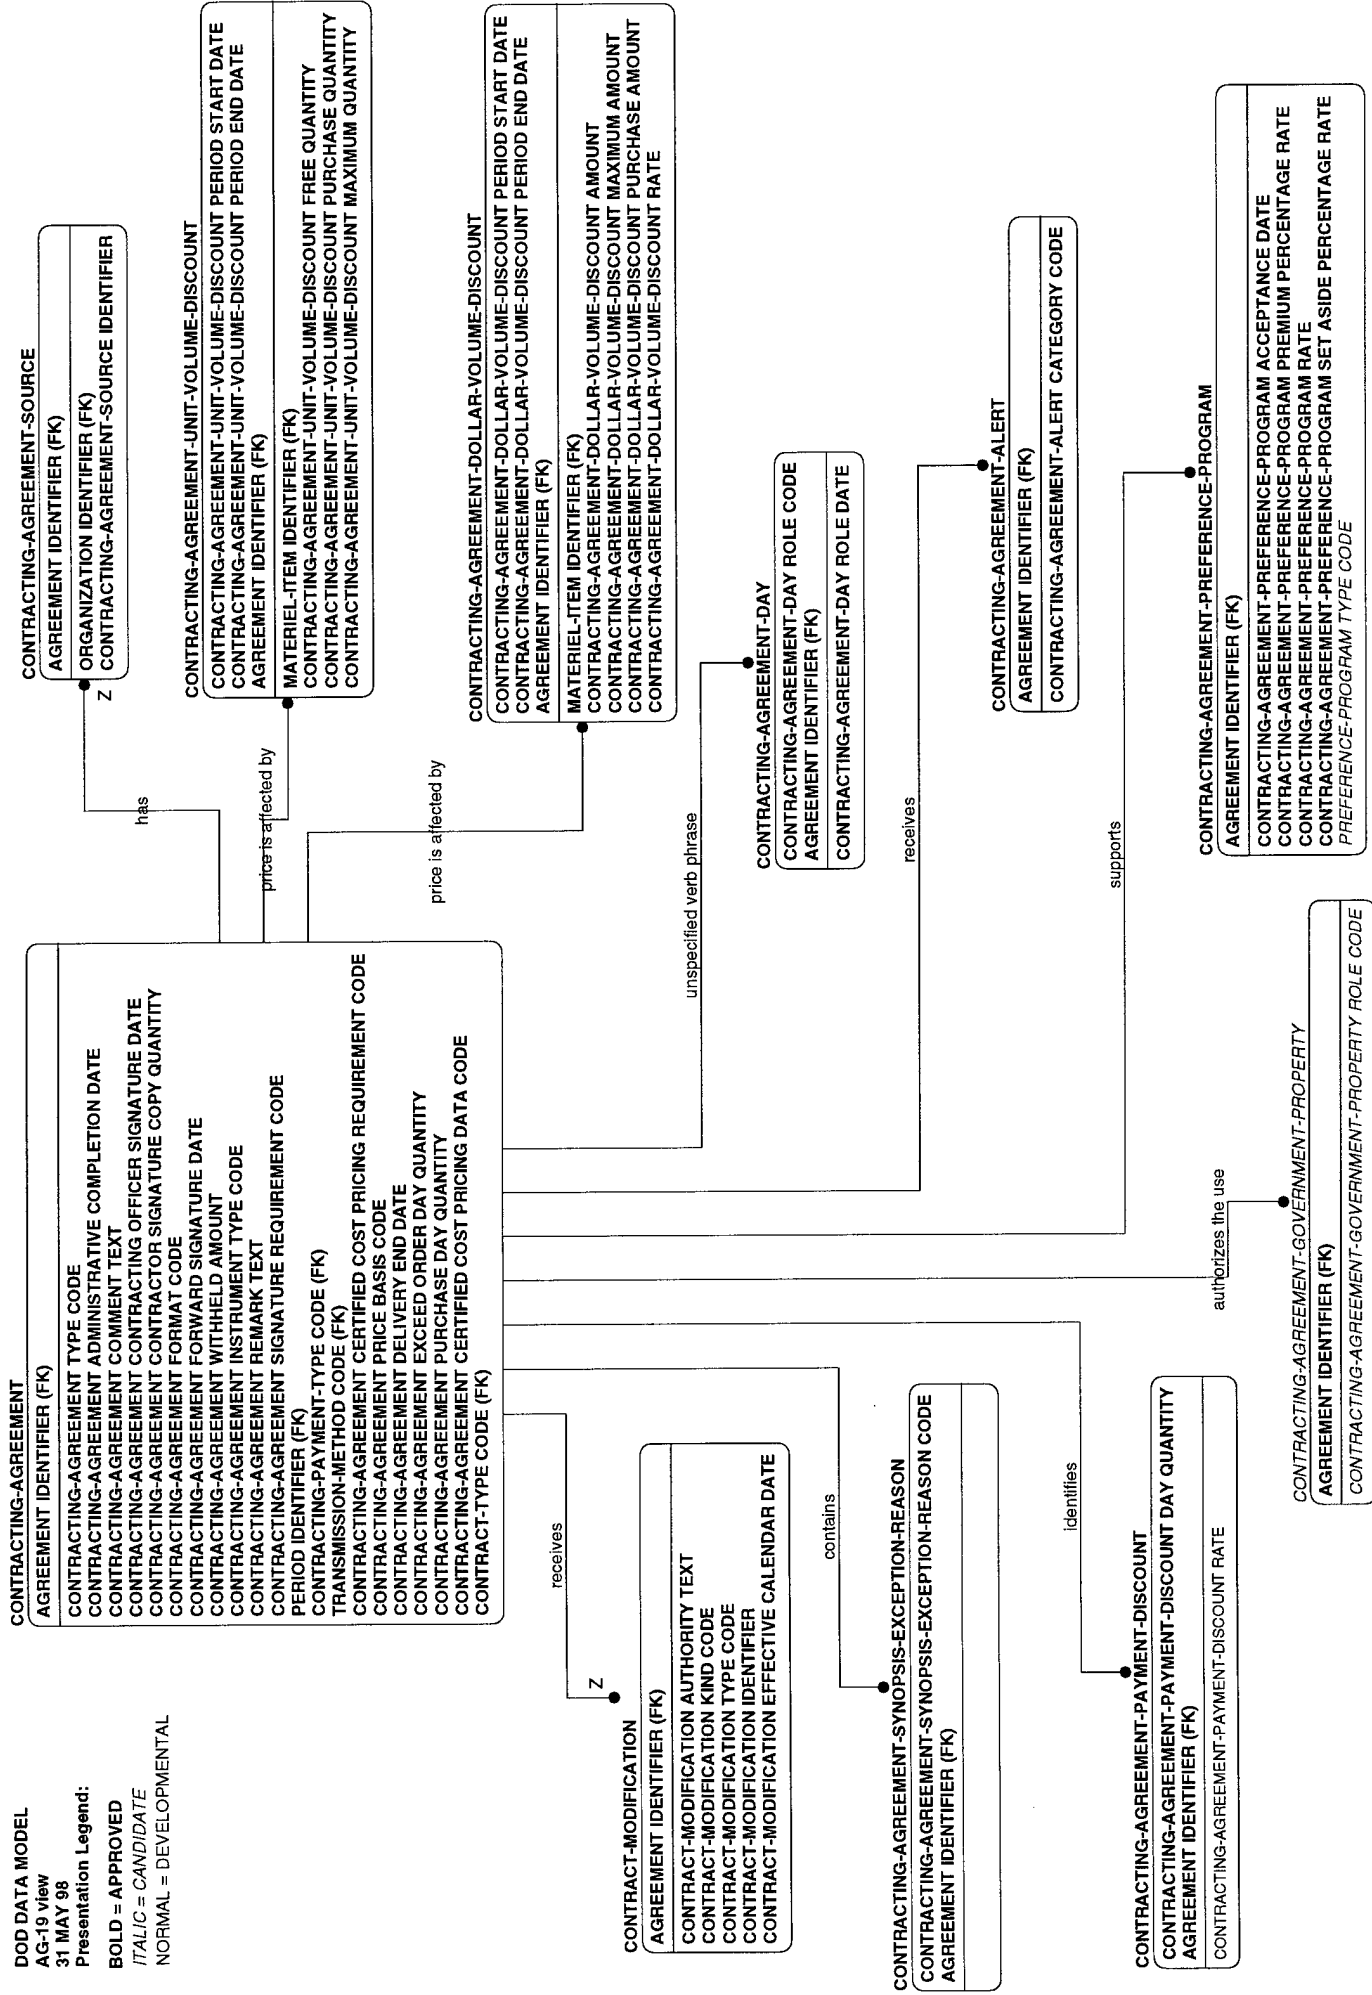 DOD DATA MODEL
AG-19 view
31 MAY 98
Presentation Legend:
BOLD = APPROVED
ITALIC = CANDIDATE
NORMAL = DEVELOPMENTAL
CONTRACTING-AGREEMENT
AGREEMENT IDENTIFIER (FK)
CONTRACTING-AGREEMENT TYPE CODE
CONTRACTING-AGREEMENT ADMINISTRATIVE COMPLETION DATE
CONTRACTING-AGREEMENT COMMENT TEXT
CONTRACTING-AGREEMENT CONTRACTING OFFICER SIGNATURE DATE
CONTRACTING-AGREEMENT CONTRACTOR SIGNATURE COPY QUANTITY
CONTRACTING-AGREEMENT FORMAT CODE
CONTRACTING-AGREEMENT FORWARD SIGNATURE DATE
CONTRACTING-AGREEMENT WITHHELD AMOUNT
CONTRACTING-AGREEMENT INSTRUMENT TYPE CODE
CONTRACTING-AGREEMENT REMARK TEXT
CONTRACTING-AGREEMENT SIGNATURE REQUIREMENT CODE
PERIOD IDENTIFIER (FK)
CONTRACTING-PAYMENT-TYPE CODE (FK)
TRANSMISSION-METHOD CODE (FK)
CONTRACTING-AGREEMENT CERTIFIED COST PRICING REQUIREMENT CODE
CONTRACTING-AGREEMENT PRICE BASIS CODE
CONTRACTING-AGREEMENT DELIVERY END DATE
CONTRACTING-AGREEMENT EXCEED ORDER DAY QUANTITY
CONTRACTING-AGREEMENT PURCHASE DAY QUANTITY
CONTRACTING-AGREEMENT CERTIFIED COST PRICING DATA CODE
CONTRACT-TYPE CODE (FK)
has
Z
CONTRACTING-AGREEMENT-SOURCE
AGREEMENT IDENTIFIER (FK)
ORGANIZATION IDENTIFIER (FK)
CONTRACTING-AGREEMENT-SOURCE IDENTIFIER
price is affected by
CONTRACTING-AGREEMENT-UNIT-VOLUME-DISCOUNT
CONTRACTING-AGREEMENT-UNIT-VOLUME-DISCOUNT PERIOD START DATE
CONTRACTING-AGREEMENT-UNIT-VOLUME-DISCOUNT PERIOD END DATE
AGREEMENT IDENTIFIER (FK)
MATERIEL-ITEM IDENTIFIER (FK)
CONTRACTING-AGREEMENT-UNIT-VOLUME-DISCOUNT FREE QUANTITY
CONTRACTING-AGREEMENT-UNIT-VOLUME-DISCOUNT PURCHASE QUANTITY
CONTRACTING-AGREEMENT-UNIT-VOLUME-DISCOUNT MAXIMUM QUANTITY
price is affected by
CONTRACTING-AGREEMENT-DOLLAR-VOLUME-DISCOUNT
CONTRACTING-AGREEMENT-DOLLAR-VOLUME-DISCOUNT PERIOD START DATE
CONTRACTING-AGREEMENT-DOLLAR-VOLUME-DISCOUNT PERIOD END DATE
AGREEMENT IDENTIFIER (FK)
MATERIEL-ITEM IDENTIFIER (FK)
CONTRACTING-AGREEMENT-DOLLAR-VOLUME-DISCOUNT AMOUNT
CONTRACTING-AGREEMENT-DOLLAR-VOLUME-DISCOUNT MAXIMUM AMOUNT
CONTRACTING-AGREEMENT-DOLLAR-VOLUME-DISCOUNT PURCHASE AMOUNT
CONTRACTING-AGREEMENT-DOLLAR-VOLUME-DISCOUNT RATE
receives
Z
CONTRACT-MODIFICATION
AGREEMENT IDENTIFIER (FK)
CONTRACT-MODIFICATION AUTHORITY TEXT
CONTRACT-MODIFICATION KIND CODE
CONTRACT-MODIFICATION TYPE CODE
CONTRACT-MODIFICATION IDENTIFIER
CONTRACT-MODIFICATION EFFECTIVE CALENDAR DATE
unspecified verb phrase
CONTRACTING-AGREEMENT-DAY
CONTRACTING-AGREEMENT-DAY ROLE CODE
AGREEMENT IDENTIFIER (FK)
CONTRACTING-AGREEMENT-DAY ROLE DATE
contains
CONTRACTING-AGREEMENT-SYNOPSIS-EXCEPTION-REASON
CONTRACTING-AGREEMENT-SYNOPSIS-EXCEPTION-REASON CODE
AGREEMENT IDENTIFIER (FK)
receives
CONTRACTING-AGREEMENT-ALERT
AGREEMENT IDENTIFIER (FK)
CONTRACTING-AGREEMENT-ALERT CATEGORY CODE
identifies
CONTRACTING-AGREEMENT-PAYMENT-DISCOUNT
CONTRACTING-AGREEMENT-PAYMENT-DISCOUNT DAY QUANTITY
AGREEMENT IDENTIFIER (FK)
CONTRACTING-AGREEMENT-PAYMENT-DISCOUNT RATE
supports
CONTRACTING-AGREEMENT-PREFERENCE-PROGRAM
AGREEMENT IDENTIFIER (FK)
CONTRACTING-AGREEMENT-PREFERENCE-PROGRAM ACCEPTANCE DATE
CONTRACTING-AGREEMENT-PREFERENCE-PROGRAM PREMIUM PERCENTAGE RATE
CONTRACTING-AGREEMENT-PREFERENCE-PROGRAM RATE
CONTRACTING-AGREEMENT-PREFERENCE-PROGRAM SET ASIDE PERCENTAGE RATE
PREFERENCE-PROGRAM TYPE CODE
authorizes the use
CONTRACTING-AGREEMENT-GOVERNMENT-PROPERTY
AGREEMENT IDENTIFIER (FK)
CONTRACTING-AGREEMENT-GOVERNMENT-PROPERTY ROLE CODE